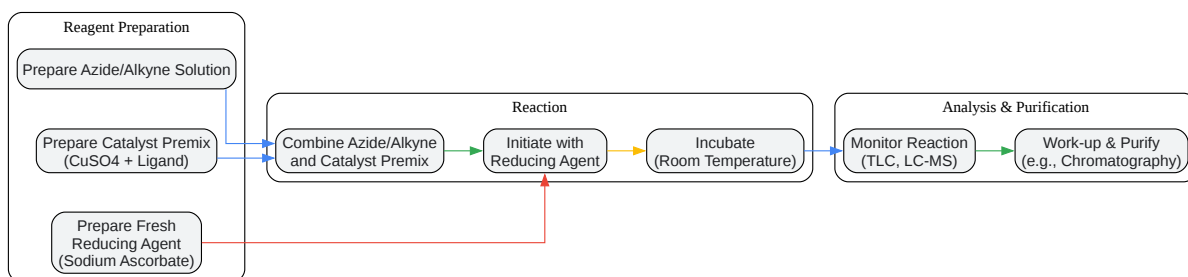 Reagent Preparation
Prepare Azide/Alkyne Solution
Prepare Catalyst Premix
(CuSO4 + Ligand)
Prepare Fresh
Reducing Agent
(Sodium Ascorbate)
Reaction
Combine Azide/Alkyne
and Catalyst Premix
Initiate with
Reducing Agent
Incubate
(Room Temperature)
Analysis & Purification
Monitor Reaction
(TLC, LC-MS)
Work-up & Purify
(e.g., Chromatography)